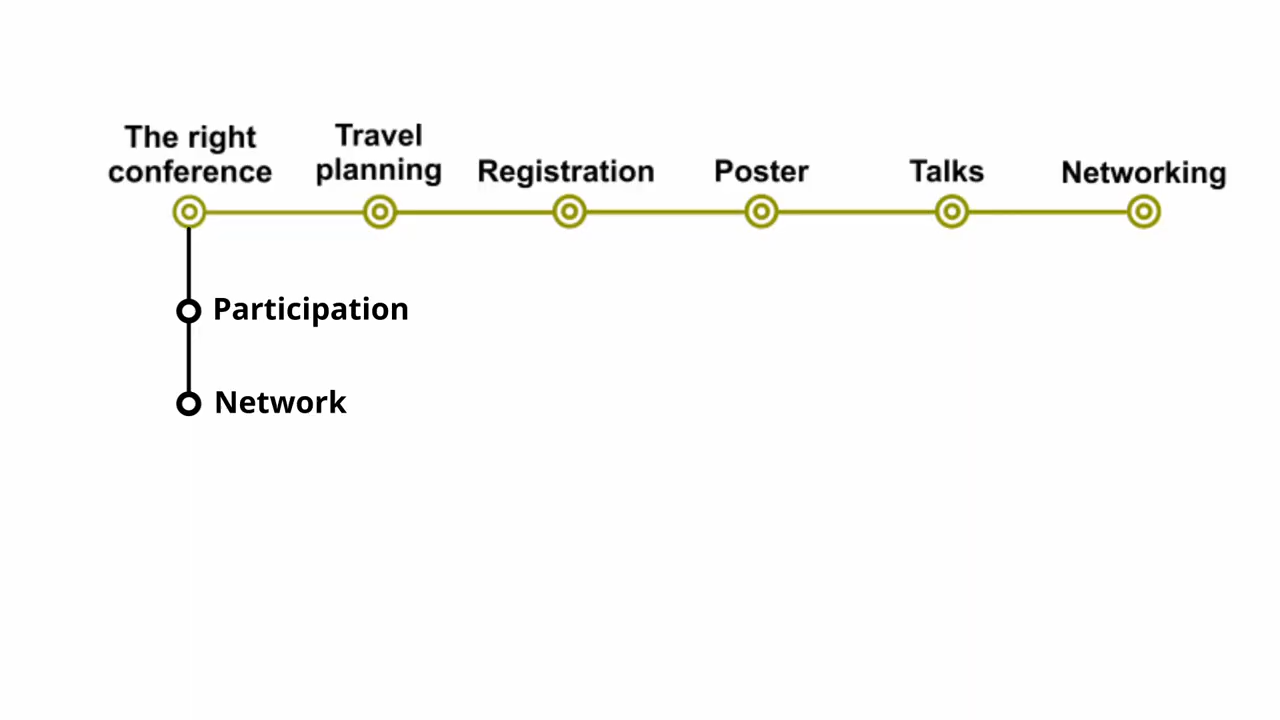 The right
conference
Travel
planning
Registration
Poster
Talks
Networking
Participation
Network